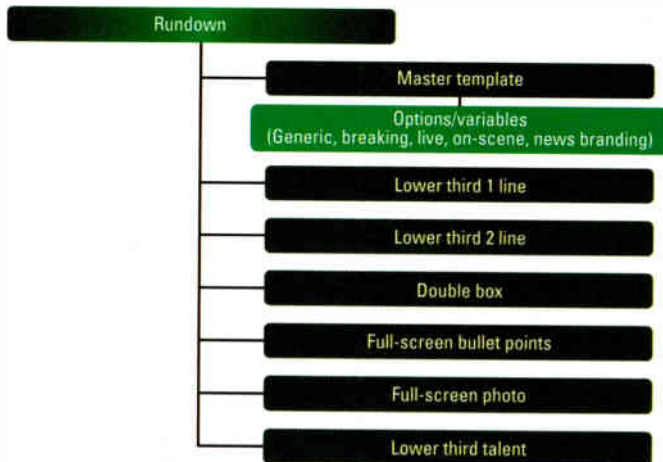 Rundown
Master template
Options/variables
(Generic, breaking, live, on-scene, news branding)
Lower third 1 line
Lower third 2 line
Double box
Full-screen bullet points
Full-screen photo
Lower third talent